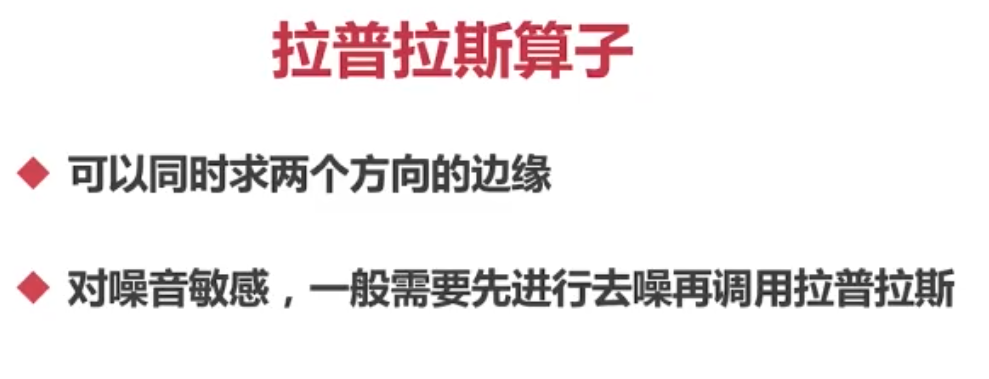 拉普拉斯算子
可以同时求两个方向的边缘
对噪音敏感，一般需要先进行去噪再调用拉普拉斯